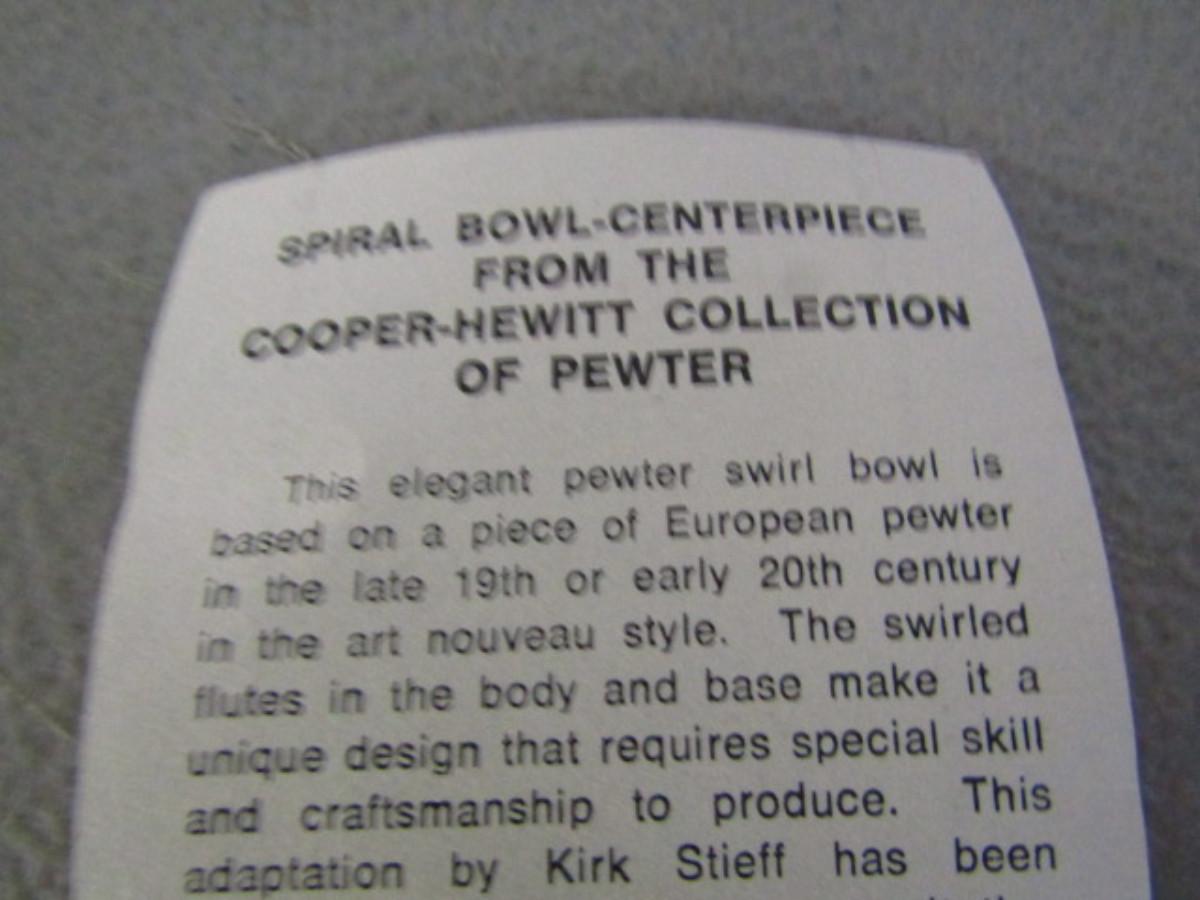 SPIRAL BOWL-CENTERPIECE
FROM THE
COOPER-HEWITT COLLECTION
OF PEWTER
This elegant pewter swirl bowl is
based on a piece of European pewter
in the late 19th or early 20th century
in the art nouveau style. The swirled
flutes in the body and base make it a
unique design that requires special skill
and craftsmanship to produce. This
adaptation by Kirk Stieff has been